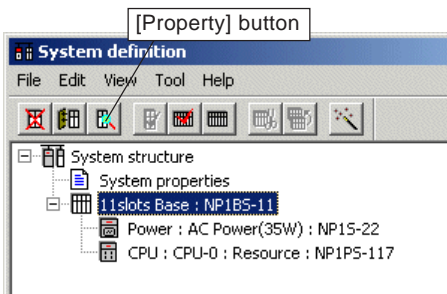 [Property] button
System definition
File Edit View Tool Help
System structure
System properties
11slots Base : NP1BS-11
Power : AC Power(35W) : NP1S-22
CPU : CPU-0 : Resource : NP1PS-117